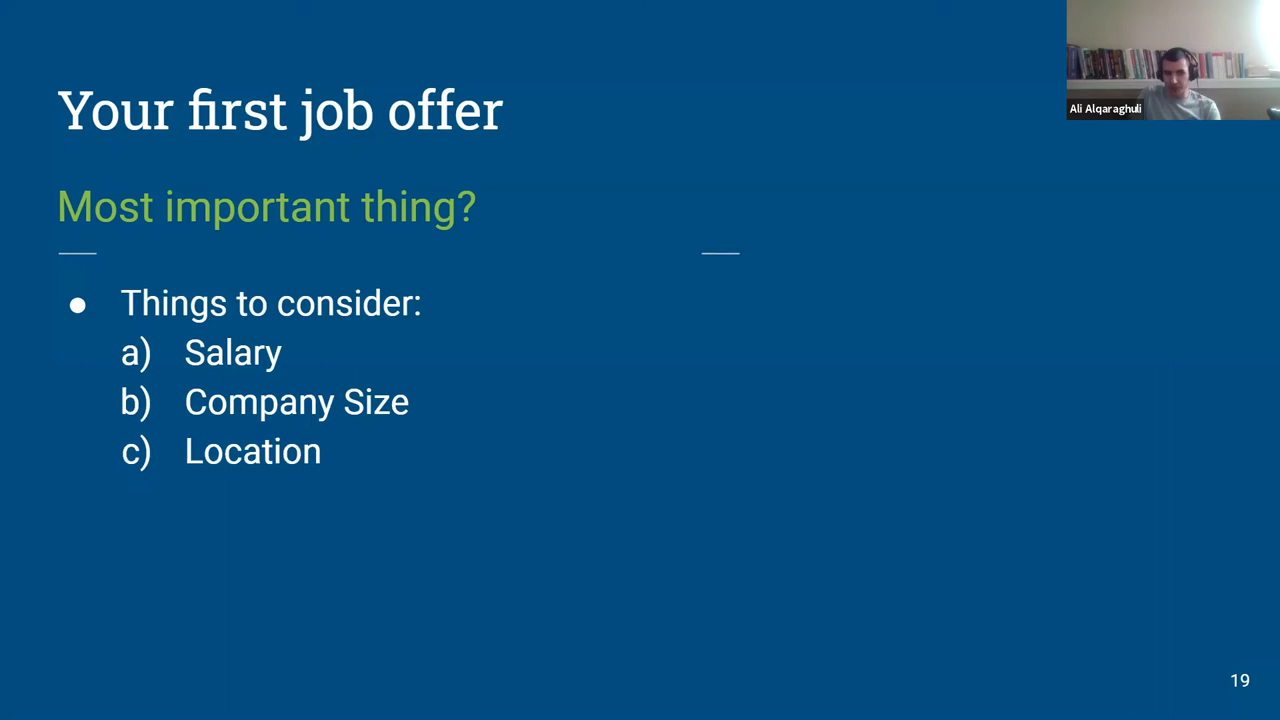 Your first job offer
Ali Alqaraghuli
Most important thing?
● Things to consider:
a) Salary
b) Company Size
c) Location
19